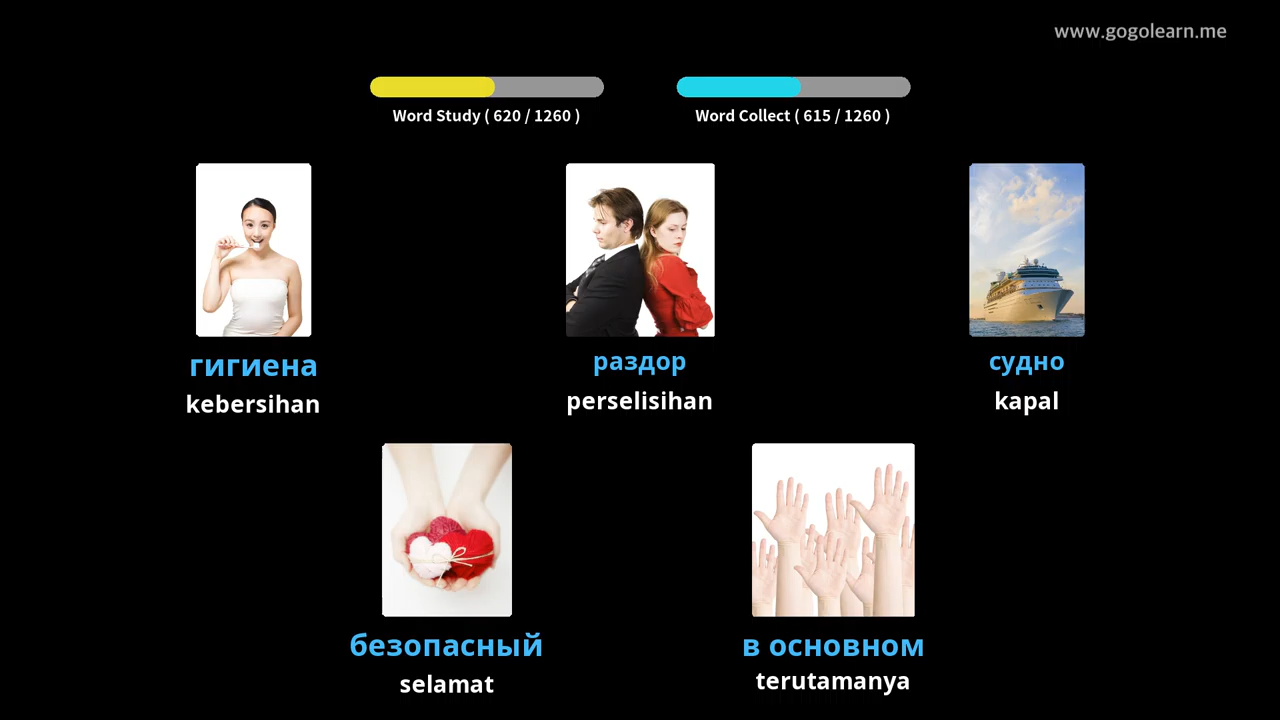 www.gogolearn.me
Word Study ( 620 / 1260 )
Word Collect ( 615 / 1260 )
гигиена
kebersihan
раздор
perselisihan
судно
kapal
безопасный
selamat
в основном
terutamanya